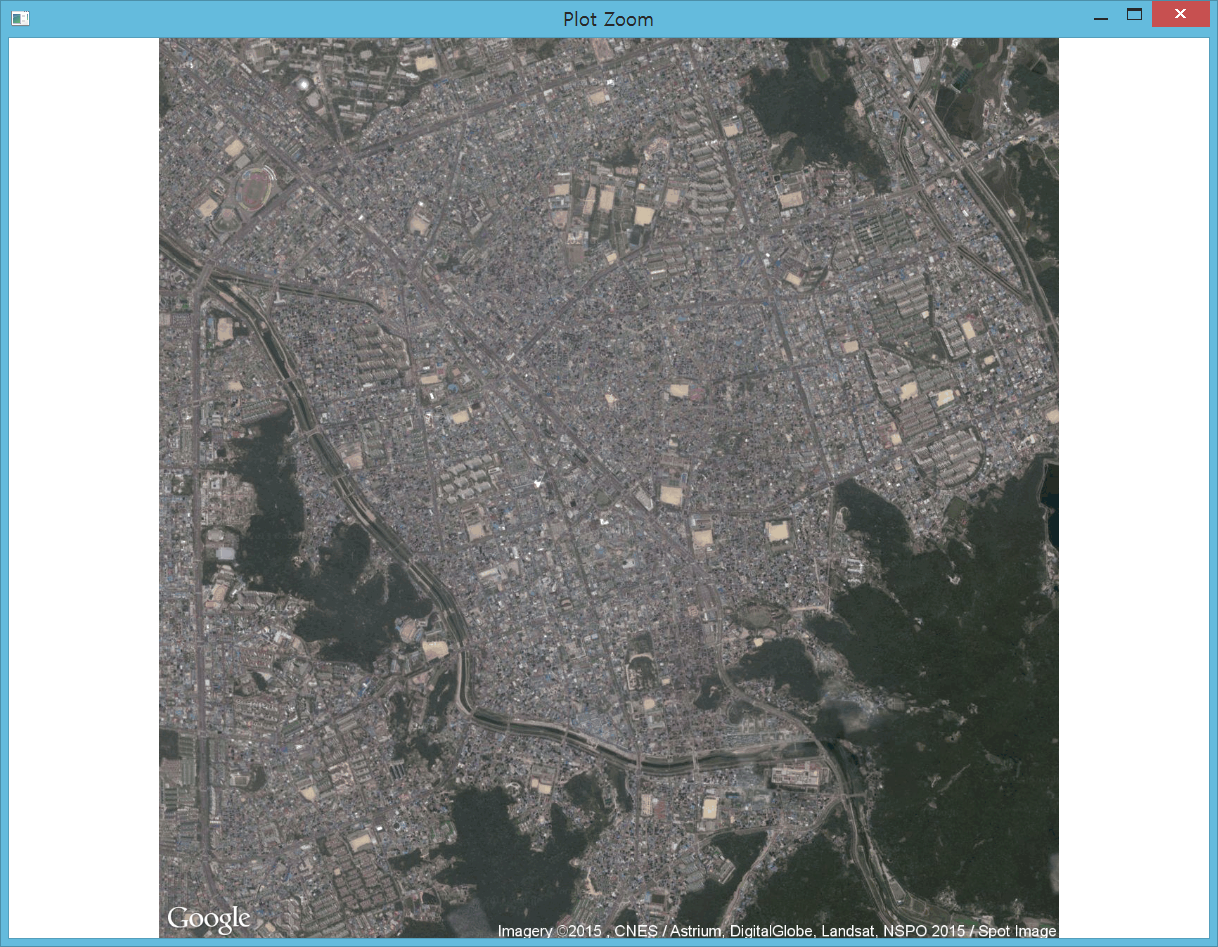 Plot Zoom
Google
Imagery ©2015 , CNES / Astrium, DigitalGlobe, Landsat, NSPO 2015 / Spot Image